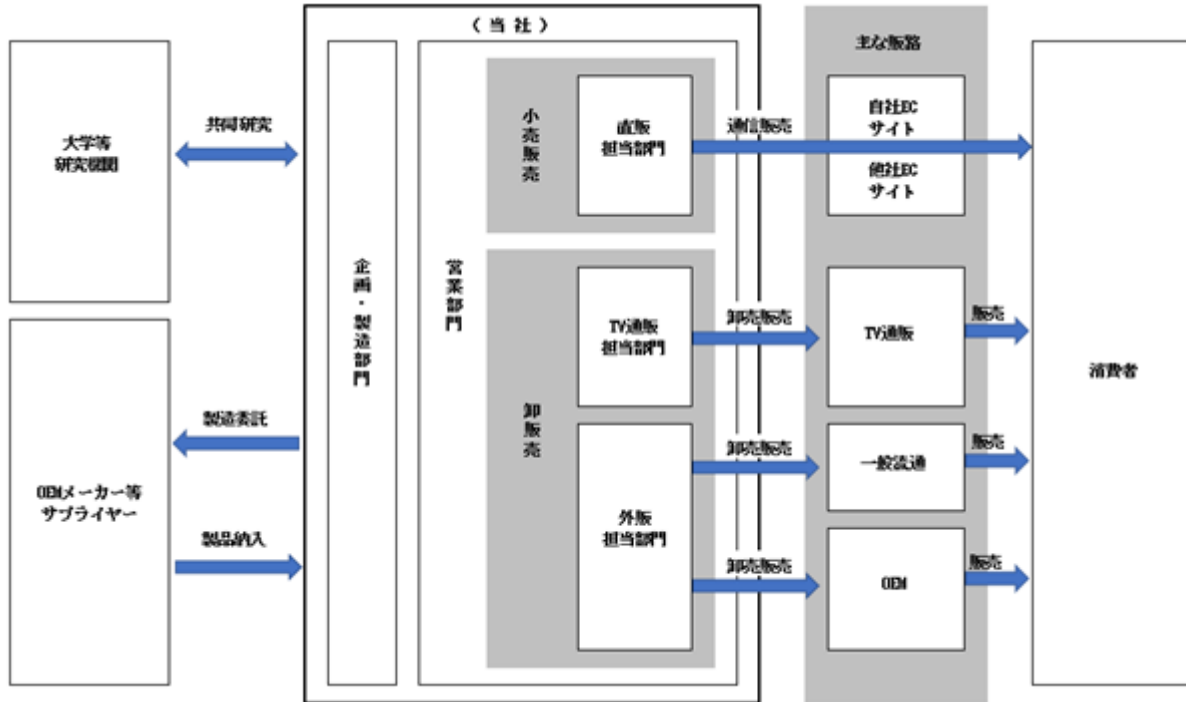 (当社)
主な販路
大学等
研究機関
共同研究
企画・製造部門
営業部門
小売販売
直販
担当部門
通信販売
自社EC
サイト
他社EC
サイト
卸販売
TV通販
担当部門
卸売販売
TV通販
販売
消費者
OEMメーカー等
サプライヤー
製造委託
製品納入
外販
担当部門
卸売販売
一般流通
販売
卸売販売
OEM
販売